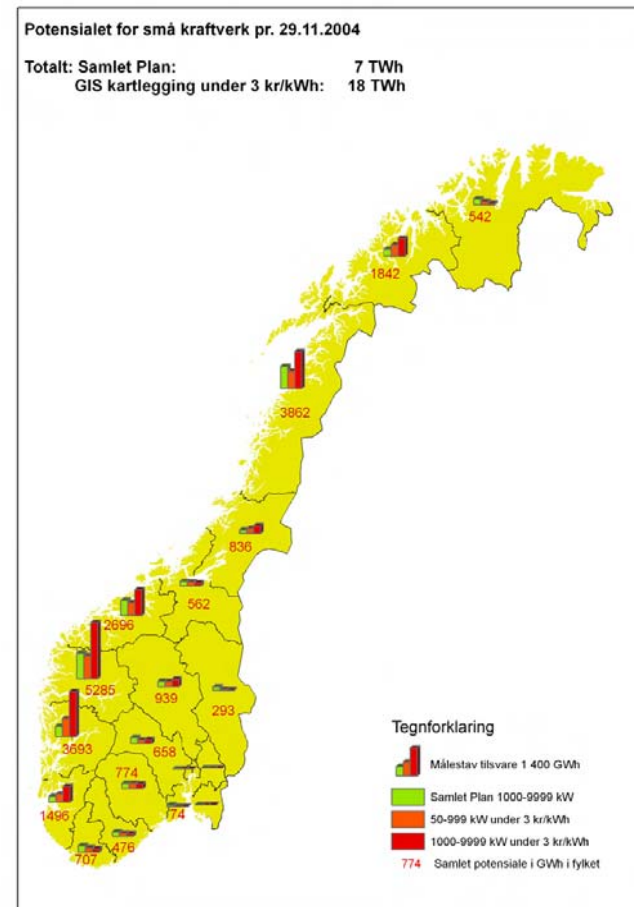 Potensialet for små kraftverk pr. 29.11.2004
Totalt: Samlet Plan: 7 TWh
GIS kartlegging under 3 kr/kWh: 18 TWh
542
1842
3862
836
562
2696
5285
939
293
3693
658
774
1496
74
476
707
Tegnforklaring
Målestav tilsvare 1 400 GWh
Samlet Plan 1000-9999 kW
50-999 kW under 3 kr/kWh
1000-9999 kW under 3 kr/kWh
774 Samlet potensiale i GWh i fylket